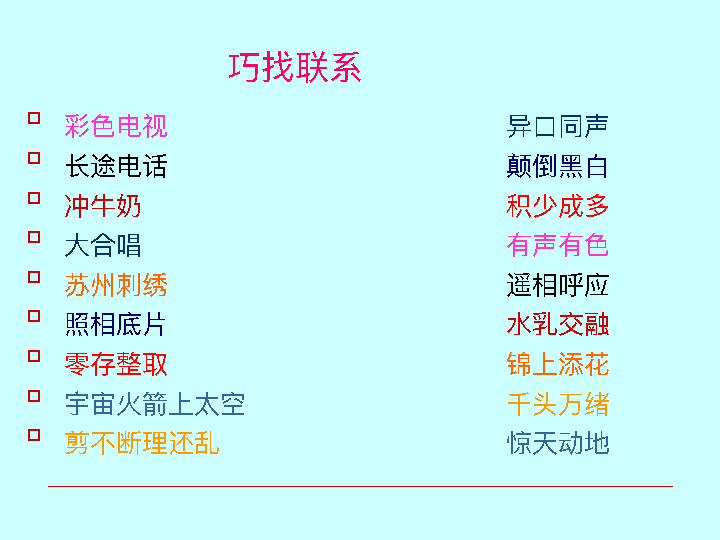 巧找联系
彩色电视 异口同声
长途电话 颠倒黑白
冲牛奶 积少成多
大合唱 有声有色
苏州刺绣 遥相呼应
照相底片 水乳交融
零存整取 锦上添花
宇宙火箭上太空 千头万绪
剪不断理还乱 惊天动地